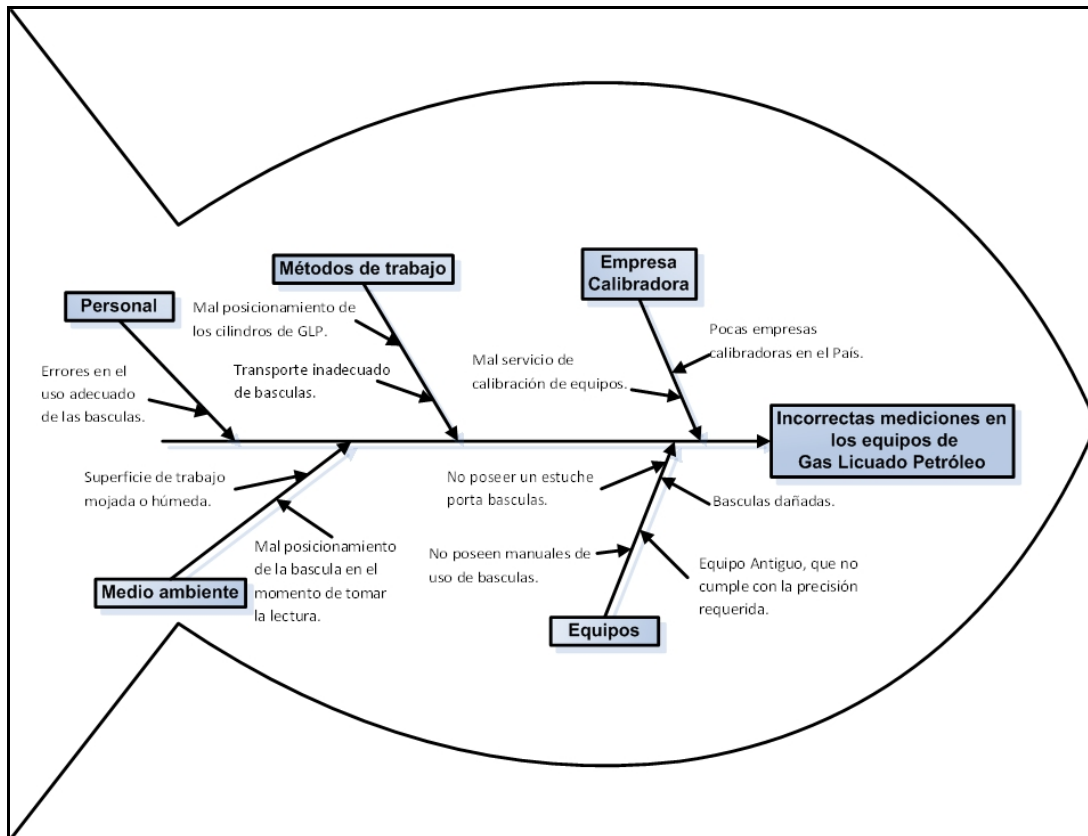 Personal
Errores en el
uso adecuado
de las basculas.
Métodos de trabajo
Mal posicionamiento de
los cilindros de GLP.
Transporte inadecuado
de basculas.
Empresa
Calibradora
Mal servicio de
calibración de equipos.
Pocas empresas
calibradoras en el País.
Incorrectas mediciones en
los equipos de
Gas Licuado Petróleo
Superficie de trabajo
mojada o húmeda.
Mal posicionamiento
de la bascula en el
momento de tomar
la lectura.
Medio ambiente
No poseer un estuche
porta basculas.
No poseen manuales de
uso de basculas.
Basculas dañadas.
Equipo Antiguo, que no
cumple con la precisión
requerida.
Equipos